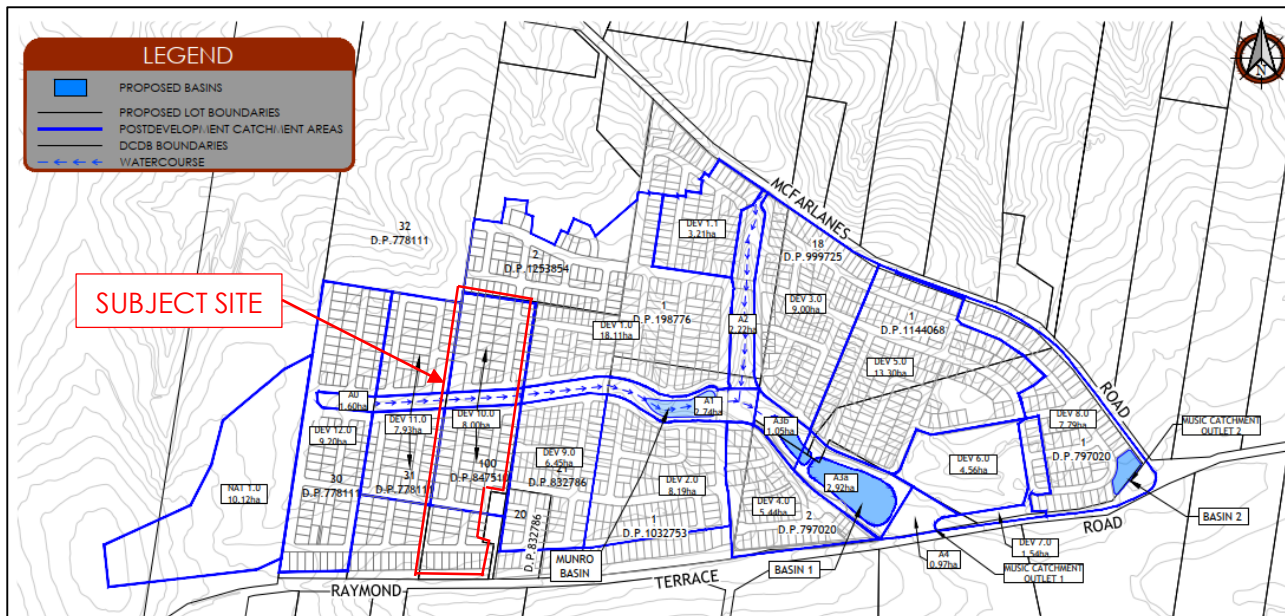 LEGEND
PROPOSED BASINS
PROPOSED LOT BOUNDARIES
POSTDEVELOPMENT CATCHMENT AREAS
DCDB BOUNDARIES
WATERCOURSE
N
SUBJECT SITE
32
D.P.778111
2
D.P.1253854
DEV 1.1
3.21ha
MCFARLANES
18
D.P.999725
1
D.P.198776
DEV 1.0
18.11ha
A2
2.22ha
DEV 3.0
9.00ha
1
D.P.1144068
DEV 5.0
13.30ha
ROAD
A0
1.60ha
DEV 11.0
7.93ha
DEV 10.0
8.00ha
A1
2.74ha
A3b
1.05ha
DEV 8.0
7.79ha
MUSIC CATCHMENT
OUTLET 2
DEV 12.0
9.20ha
DEV 9.0
6.45ha
21
D.P.832786
100
D.P.847510
30
D.P.778111
31
D.P.778111
NAT 1.0
10.12ha
DEV 2.0
8.19ha
A3a
2.92ha
DEV 6.0
4.56ha
1
D.P.797020
DEV 4.0
5.44ha
2
D.P.797020
20
D.P.832786
1
D.P.1032753
BASIN 2
MUNRO
BASIN
BASIN 1
DEV 7.0
1.54ha
A4
0.97ha
MUSIC CATCHMENT
OUTLET 1
RAYMOND
TERRACE
ROAD